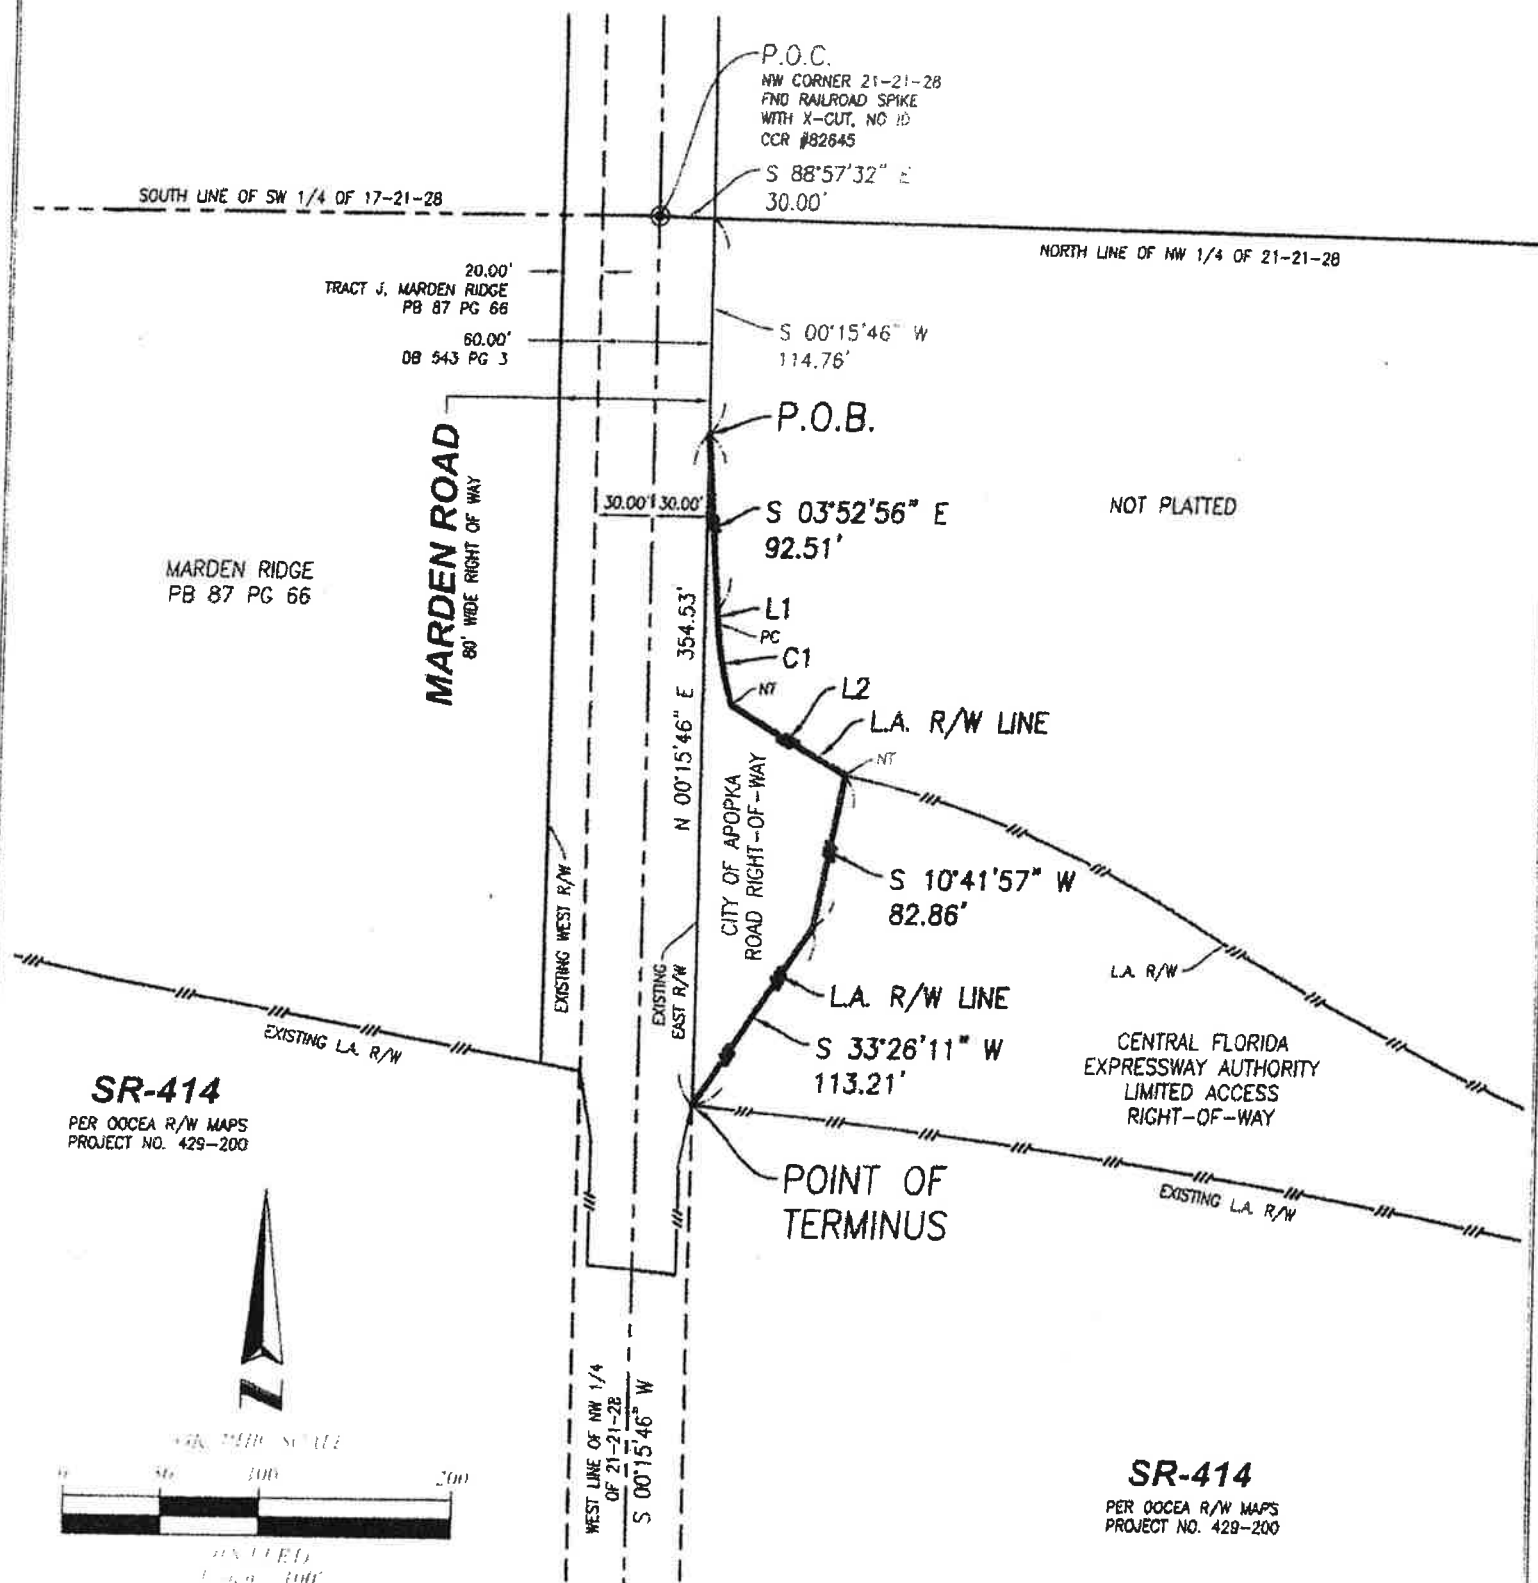 P.O.C.
NW CORNER 21-21-28
FND RAILROAD SPIKE
WITH X-CUT, NO ID
CCR #82645
S 88°57'32" E
30.00'
SOUTH LINE OF SW 1/4 OF 17-21-28
NORTH LINE OF NW 1/4 OF 21-21-28
20.00'
TRACT J, MARDEN RIDGE
PB 87 PG 66
60.00'
DB 543 PG 3
S 00°15'46" W
114.76'
P.O.B.
MARDEN ROAD
80' WIDE RIGHT OF WAY
30.00' 30.00'
S 03°52'56" E
92.51'
NOT PLATTED
MARDEN RIDGE
PB 87 PG 66
L1
PC
C1
NT
L2
L.A. R/W LINE
NT
N 00°15'46" E 354.53'
CITY OF APOPKA
ROAD RIGHT-OF-WAY
S 10°41'57" W
82.86'
EXISTING WEST R/W
EXISTING
EAST R/W
L.A. R/W
L.A. R/W LINE
EXISTING L.A. R/W
S 33°26'11" W
113.21'
CENTRAL FLORIDA
EXPRESSWAY AUTHORITY
LIMITED ACCESS
RIGHT-OF-WAY
SR-414
PER OOCEA R/W MAPS
PROJECT NO. 429-200
POINT OF
TERMINUS
EXISTING L.A. R/W
N
SCALE
0 50 100 200
WEST LINE OF NW 1/4
OF 21-21-28
S 00°15'46" W
SR-414
PER OOCEA R/W MAPS
PROJECT NO. 429-200
100'